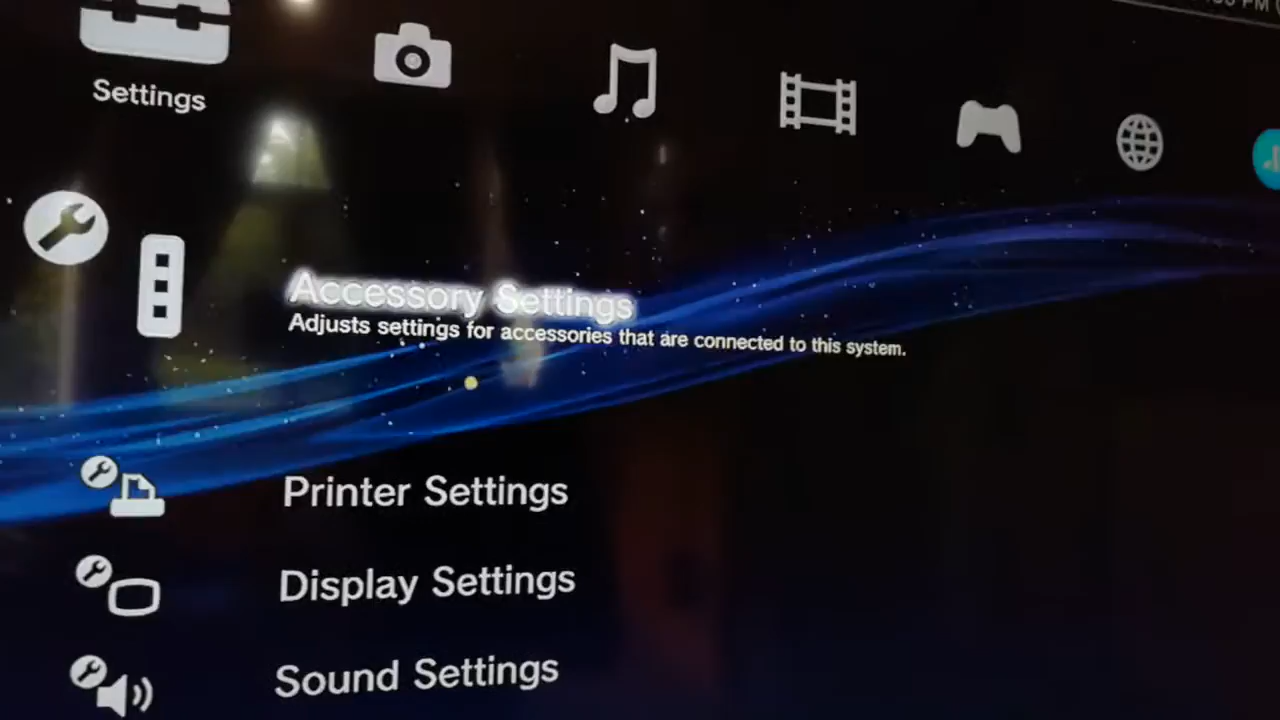 PM
Settings
Accessory Settings
Adjusts settings for accessories that are connected to this system.
Printer Settings
Display Settings
Sound Settings